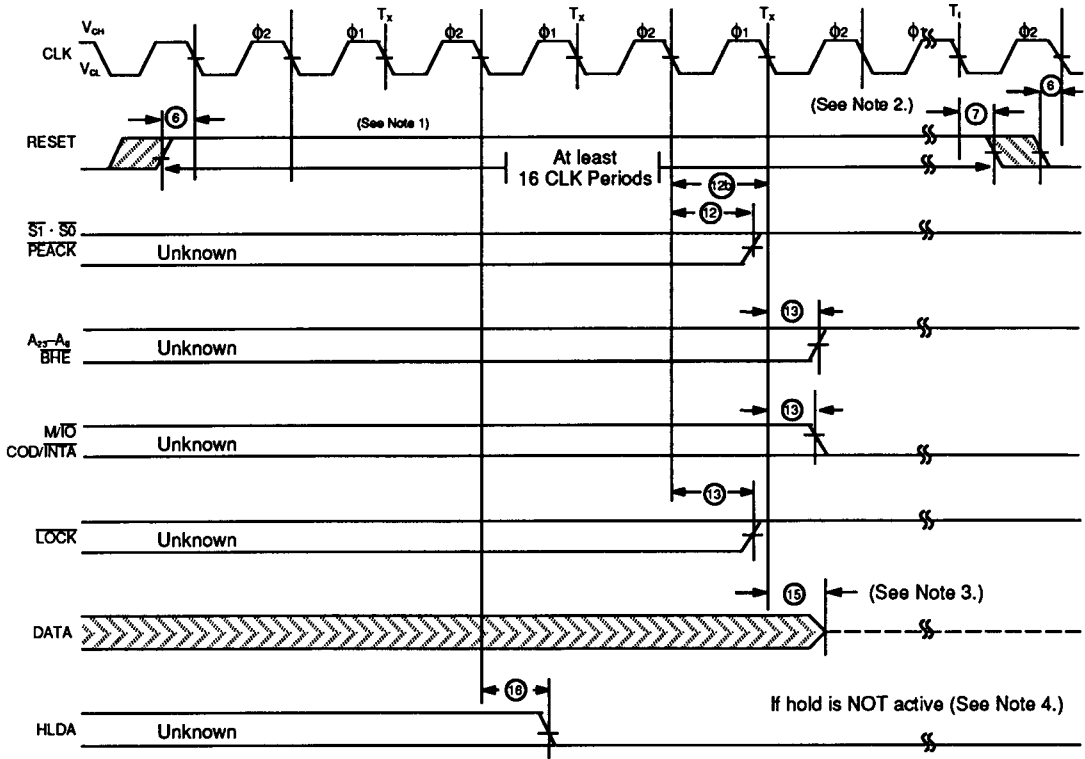 V_CH
CLK
V_CL
ϕ2 T_X ϕ1 ϕ2 T_X ϕ1 ϕ2 T_X ϕ1 ϕ2 T_I ϕ1 ϕ2
6
(See Note 1)
(See Note 2.)
7
6
RESET
At least
16 CLK Periods
12b
12
S1 · S0
PEACK
Unknown
13
BHE
Unknown
13
M/IO
COD/INTA
Unknown
13
LOCK
Unknown
15
(See Note 3.)
DATA
16
If hold is NOT active (See Note 4.)
HLDA
Unknown